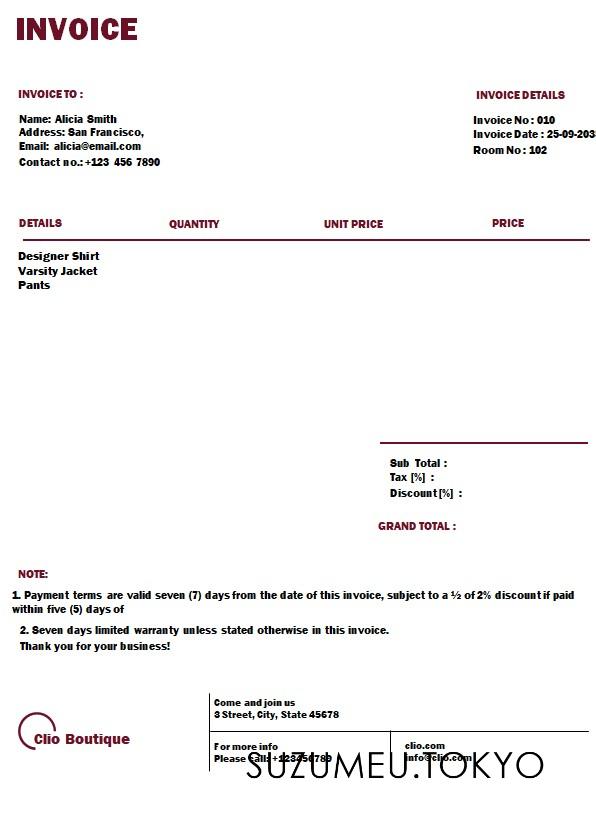 INVOICE
INVOICE TO :
Name: Alicia Smith
Address: San Francisco,
Email: alicia@email.com
Contact no.: +123 456 7890
INVOICE DETAILS
Invoice No : 010
Invoice Date : 25-09-203
Room No : 102
DETAILS QUANTITY UNIT PRICE PRICE
Designer Shirt
Varsity Jacket
Pants
Sub Total :
Tax [%] :
Discount [%] :
GRAND TOTAL :
NOTE:
1. Payment terms are valid seven (7) days from the date of this invoice, subject to a ½ of 2% discount if paid
within five (5) days of
2. Seven days limited warranty unless stated otherwise in this invoice.
Thank you for your business!
Clio Boutique
Come and join us
3 Street, City, State 45678
For more info
Please call: +123456789
clio.com
info@clio.com
SUZUMEU.TOKYO